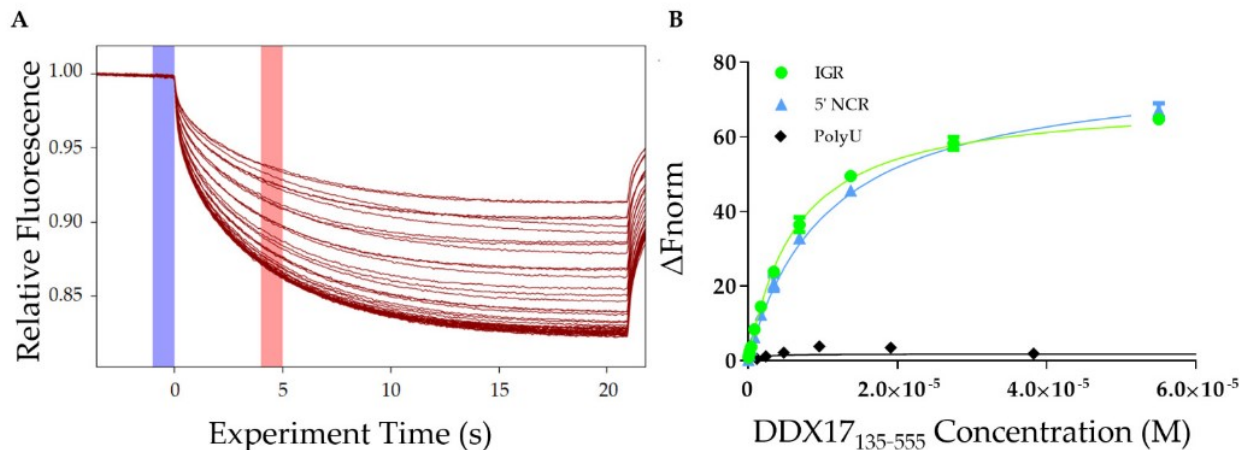 A
Relative Fluorescence
1.00
0.95
0.90
0.85
0
5
10
15
20
Experiment Time (s)
B
ΔFnorm
80
60
40
20
0
IGR
5' NCR
PolyU
0
2.0×10-5
4.0×10-5
6.0×10-5
DDX17135-555 Concentration (M)